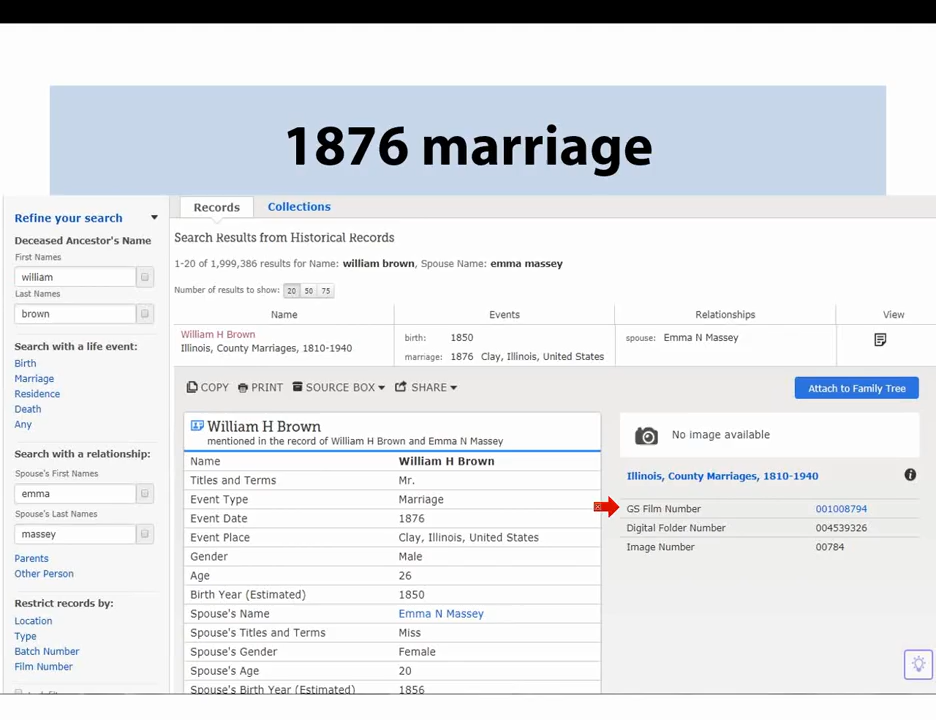 1876 marriage
Refine your search
Deceased Ancestor's Name
First Names
william
Last Names
brown
Search with a life event:
Birth
Marriage
Residence
Death
Any
Search with a relationship:
Spouse's First Names
emma
Spouse's Last Names
massey
Parents
Other Person
Restrict records by:
Location
Type
Batch Number
Film Number
Records Collections
Search Results from Historical Records
1-20 of 1,999,386 results for Name: william brown, Spouse Name: emma massey
Number of results to show: 20 50 75
Name Events Relationships View
William H Brown birth: 1850 spouse: Emma N Massey
Illinois, County Marriages, 1810-1940 marriage: 1876 Clay, Illinois, United States
COPY PRINT SOURCE BOX SHARE Attach to Family Tree
William H Brown
mentioned in the record of William H Brown and Emma N Massey
Name William H Brown
Titles and Terms Mr.
Event Type Marriage
Event Date 1876
Event Place Clay, Illinois, United States
Gender Male
Age 26
Birth Year (Estimated) 1850
Spouse's Name Emma N Massey
Spouse's Titles and Terms Miss
Spouse's Gender Female
Spouse's Age 20
Spouse's Birth Year (Estimated) 1856
No image available
Illinois, County Marriages, 1810-1940
GS Film Number 001008794
Digital Folder Number 004539326
Image Number 00784